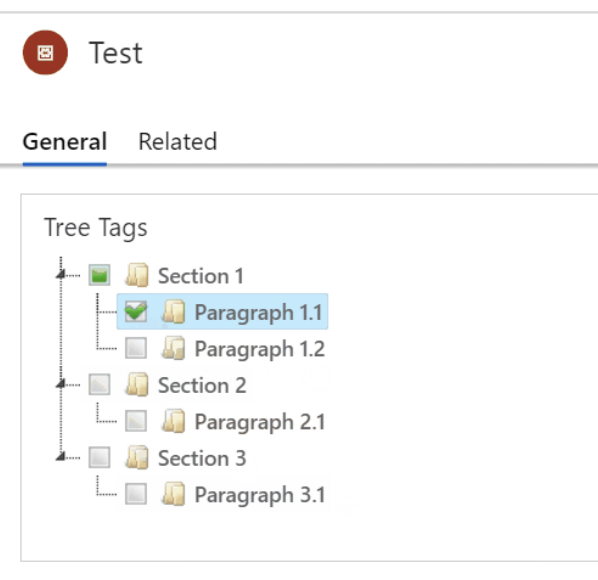 Test
General Related
Tree Tags
Section 1
Paragraph 1.1
Paragraph 1.2
Section 2
Paragraph 2.1
Section 3
Paragraph 3.1